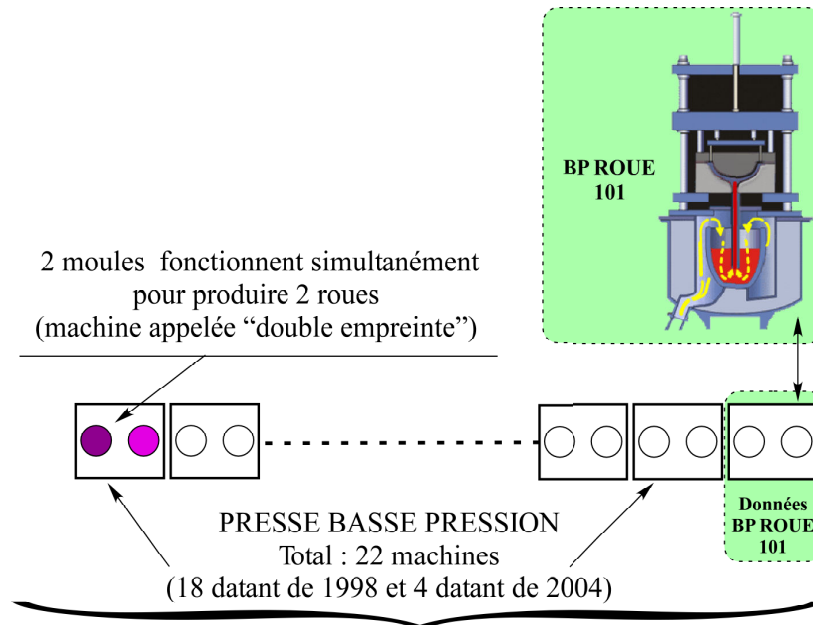 BP ROUE
101
2 moules fonctionnent simultanément
pour produire 2 roues
(machine appelée “double empreinte”)
PRESSE BASSE PRESSION
Total : 22 machines
(18 datant de 1998 et 4 datant de 2004)
Données
BP ROUE
101